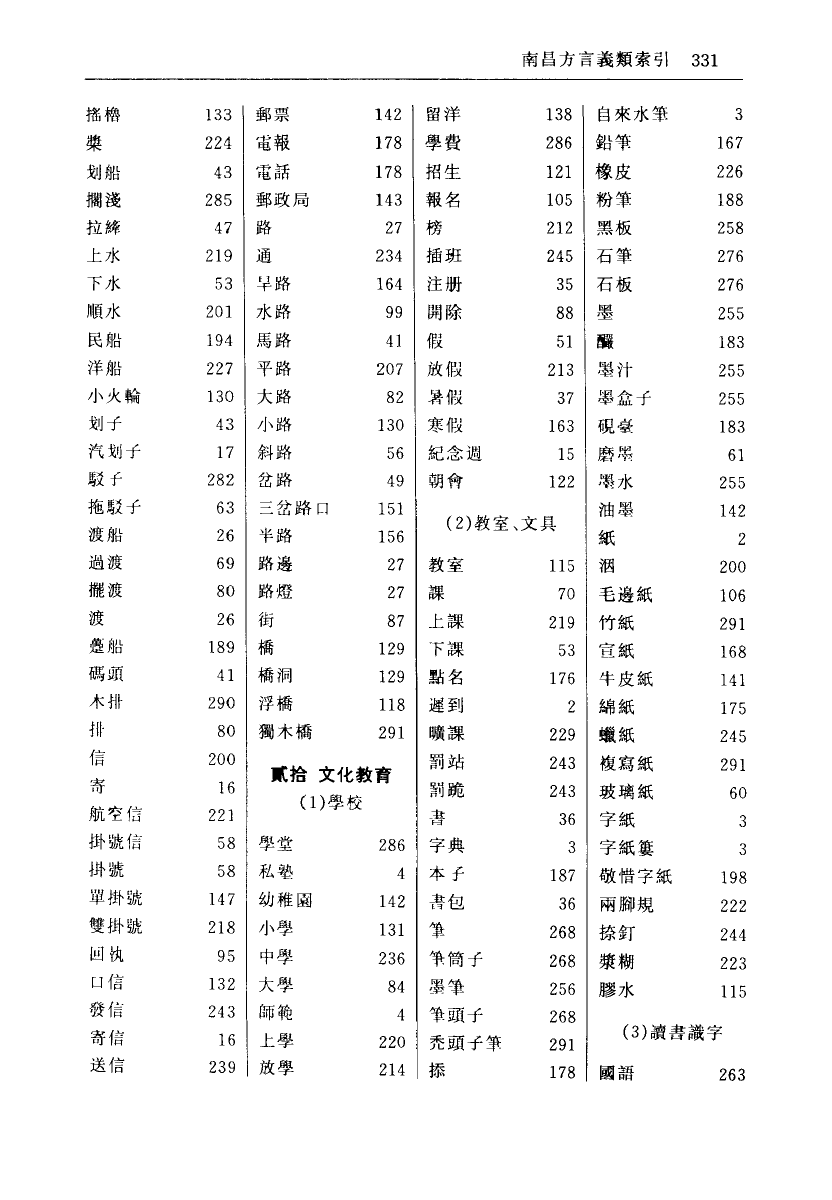 南昌方言義類索引 331
搖櫓 133
槳 224
划船 43
擱淺 285
拉縴 47
上水 219
下水 53
順水 201
民船 194
洋船 227
小火輪 130
划子 43
汽划子 17
駁子 282
拖駁子 63
渡船 26
過渡 69
擺渡 80
渡 26
躉船 189
碼頭 41
木排 290
排 80
信 200
寄 16
航空信 221
掛號信 58
掛號 58
單掛號 147
雙掛號 218
回执 95
口信 132
發信 243
寄信 16
送信 239
郵票 142
電報 178
電話 178
郵政局 143
路 27
通 234
旱路 164
水路 99
馬路 41
平路 207
大路 82
小路 130
斜路 56
岔路 49
三岔路口 151
半路 156
路邊 27
路燈 27
街 87
橋 129
橋洞 129
浮橋 118
獨木橋 291
貳拾 文化教育
(1)學校
學堂 286
私塾 4
幼稚園 142
小學 131
中學 236
大學 84
師範 4
上學 220
放學 214
留洋 138
學費 286
招生 121
報名 105
榜 212
插班 245
注册 35
開除 88
假 51
放假 213
暑假 37
寒假 163
紀念週 15
朝會 122
(2)教室、文具
教室 115
課 70
上課 219
下課 53
點名 176
遲到 2
曠課 229
罰站 243
罰跪 243
書 36
字典 3
本子 187
書包 36
筆 268
筆筒子 268
墨筆 256
筆頭子 268
禿頭子筆 291
掭 178
自來水筆 3
鉛筆 167
橡皮 226
粉筆 188
黑板 258
石筆 276
石板 276
墨 255
釅 183
墨汁 255
墨盒子 255
硯臺 183
磨墨 61
墨水 255
油墨 142
紙 2
洇 200
毛邊紙 106
竹紙 291
宣紙 168
牛皮紙 141
綿紙 175
蠟紙 245
複寫紙 291
玻璃紙 60
字紙 3
字紙簍 3
敬惜字紙 198
兩腳規 222
捺釘 244
漿糊 223
膠水 115
(3)讀書識字
國語 263